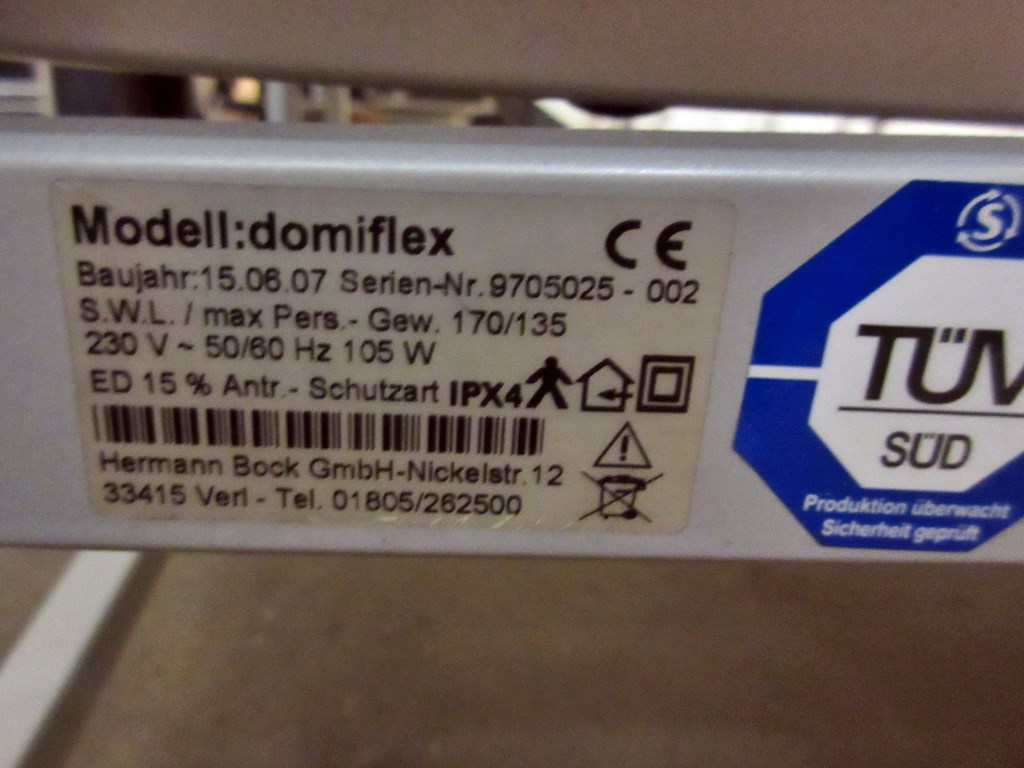 Modell:domiflex CE
Baujahr:15.06.07 Serien-Nr.9705025 - 002
S.W.L. / max Pers.- Gew. 170/135
230 V ~ 50/60 Hz 105 W
ED 15 % Antr.- Schutzart IPX4
Hermann Bock GmbH-Nickelstr.12
33415 Verl - Tel. 01805/262500
S
TÜV
SÜD
Produktion überwacht
Sicherheit geprüft